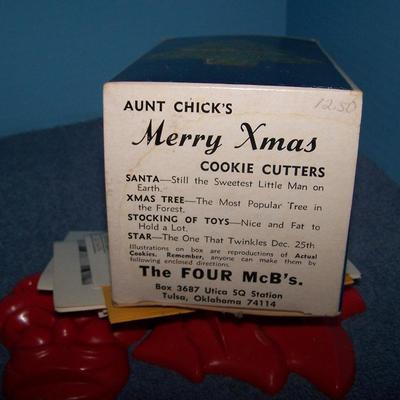 AUNT CHICK'S
12.50
Merry Xmas
COOKIE CUTTERS
SANTA—Still the Sweetest Little Man on
Earth.
XMAS TREE—The Most Popular Tree in
the Forest.
STOCKING OF TOYS—Nice and Fat to
Hold a Lot.
STAR—The One That Twinkles Dec. 25th
Illustrations on box are reproductions of Actual
Cookies. Remember, anyone can make them by
following enclosed directions.
The FOUR McB's.
Box 3687 Utica SQ Station
Tulsa, Oklahoma 74114